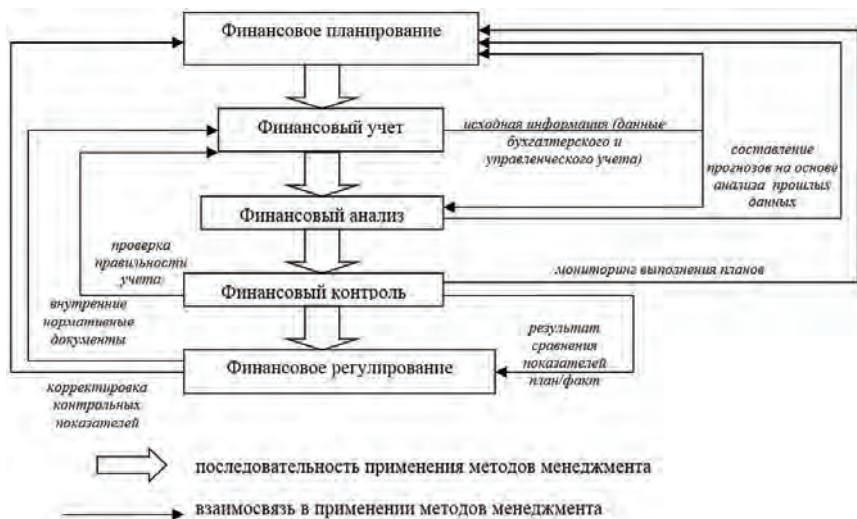 Финансовое планирование
Финансовый учет
исходная информация (данные
бухгалтерского и
управленческого учета)
составление
прогнозов на основе
анализа прошлых
данных
Финансовый анализ
проверка
правильности
учета
мониторинг выполнения планов
Финансовый контроль
внутренние
нормативные
документы
результат
сравнения
показателей
план/факт
Финансовое регулирование
корректировка
контрольных
показателей
последовательность применения методов менеджмента
взаимосвязь в применении методов менеджмента